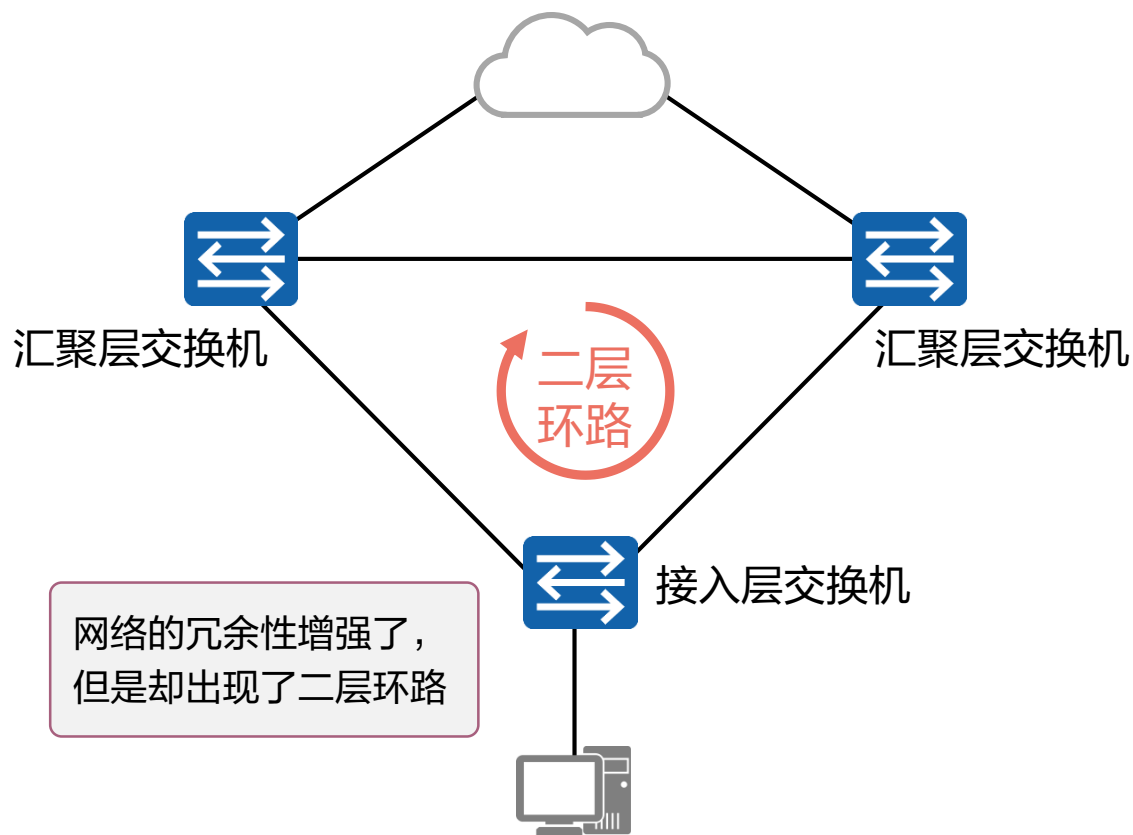 汇聚层交换机
汇聚层交换机
二层
环路
接入层交换机
网络的冗余性增强了，
但是却出现了二层环路